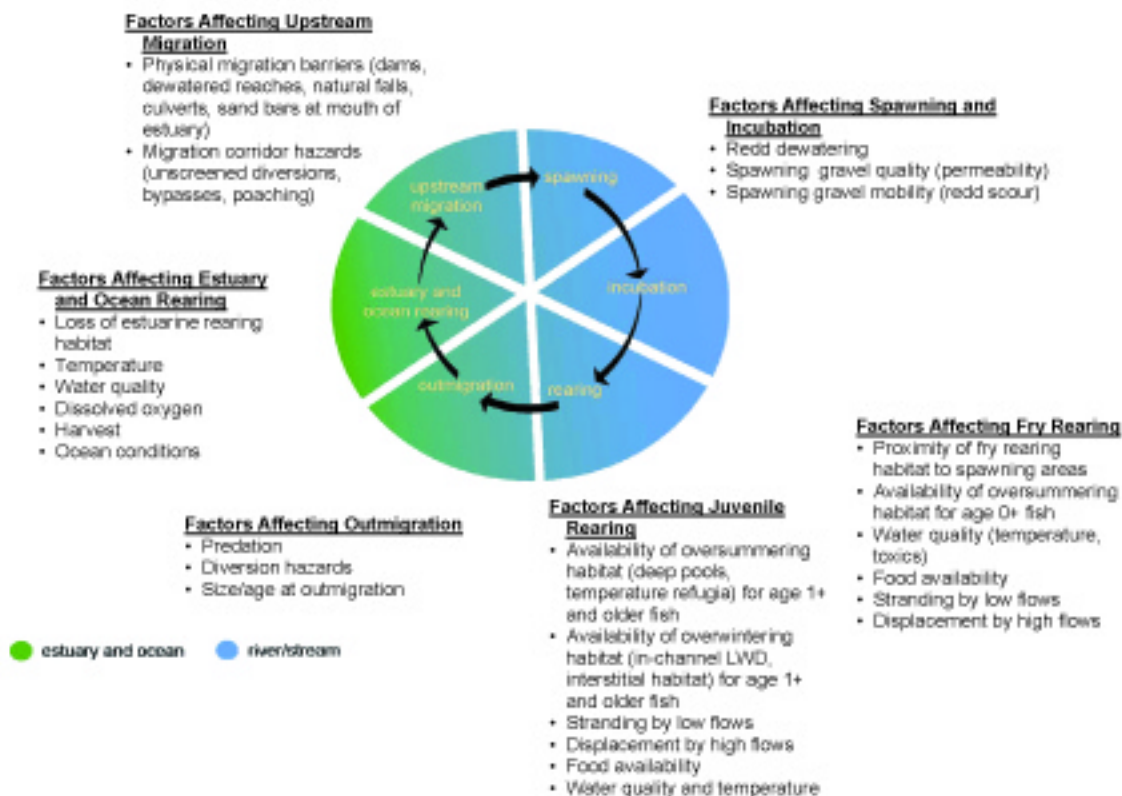 Factors Affecting Upstream
Migration
• Physical migration barriers (dams,
dewatered reaches, natural falls,
culverts, sand bars at mouth of
estuary)
• Migration corridor hazards
(unscreened diversions,
bypasses, poaching)
Factors Affecting Spawning and
Incubation
• Redd dewatering
• Spawning gravel quality (permeability)
• Spawning gravel mobility (redd scour)
upstream
migration
spawning
incubation
rearing
outmigration
estuary and
ocean rearing
Factors Affecting Estuary
and Ocean Rearing
• Loss of estuarine rearing
habitat
• Temperature
• Water quality
• Dissolved oxygen
• Harvest
• Ocean conditions
Factors Affecting Fry Rearing
• Proximity of fry rearing
habitat to spawning areas
• Availability of oversummering
habitat for age 0+ fish
• Water quality (temperature,
toxics)
• Food availability
• Stranding by low flows
• Displacement by high flows
Factors Affecting Outmigration
• Predation
• Diversion hazards
• Size/age at outmigration
Factors Affecting Juvenile
Rearing
• Availability of oversummering
habitat (deep pools,
temperature refugia) for age 1+
and older fish
• Availability of overwintering
habitat (in-channel LWD,
interstitial habitat) for age 1+
and older fish
• Stranding by low flows
• Displacement by high flows
• Food availability
• Water quality and temperature
estuary and ocean
river/stream